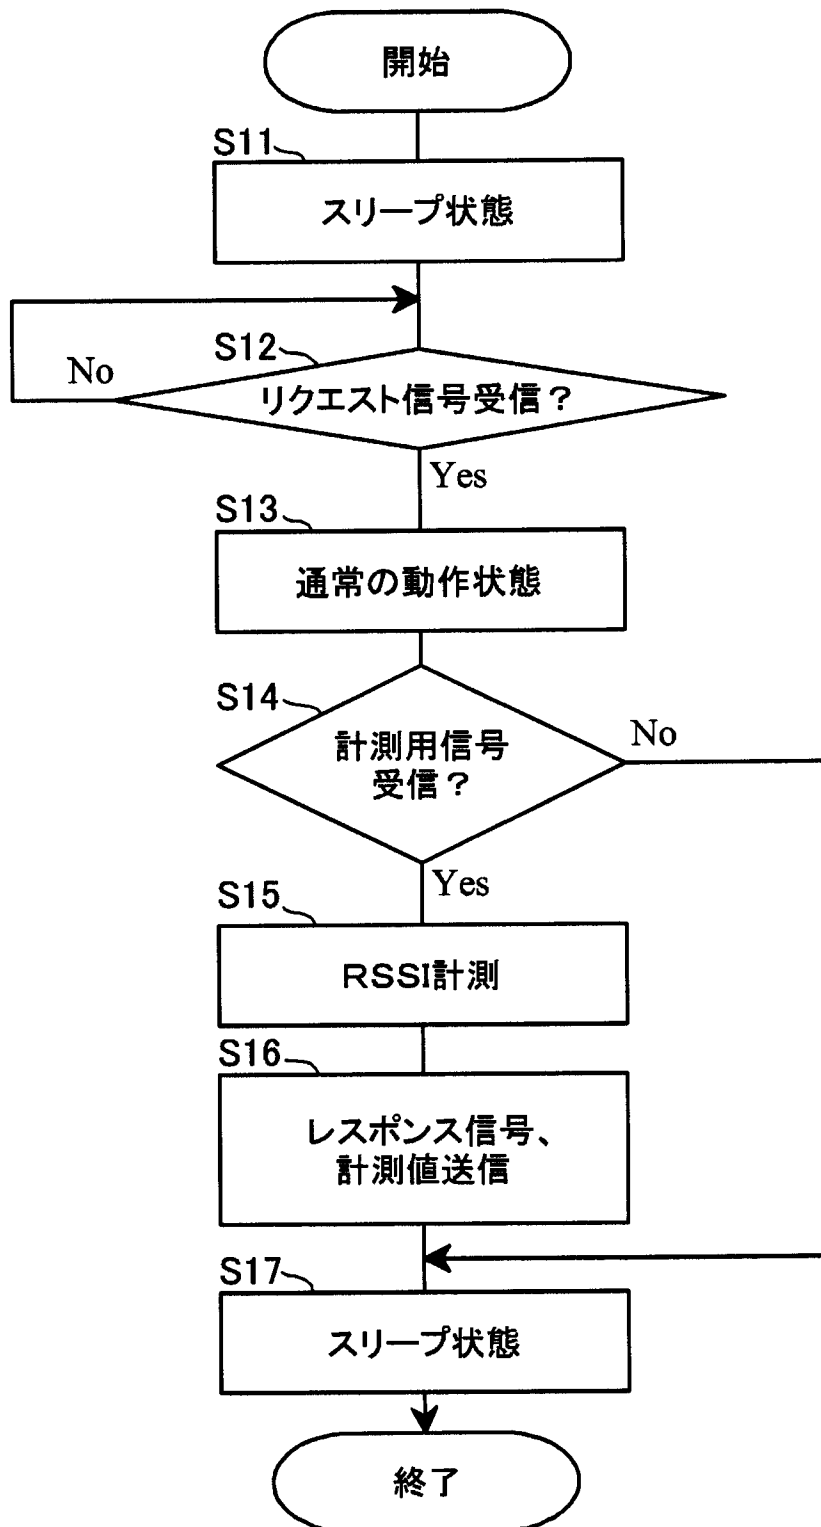 開始
S11
スリープ状態
S12
No
リクエスト信号受信？
Yes
S13
通常の動作状態
S14
No
計測用信号
受信？
Yes
S15
RSSI計測
S16
レスポンス信号、
計測値送信
S17
スリープ状態
終了